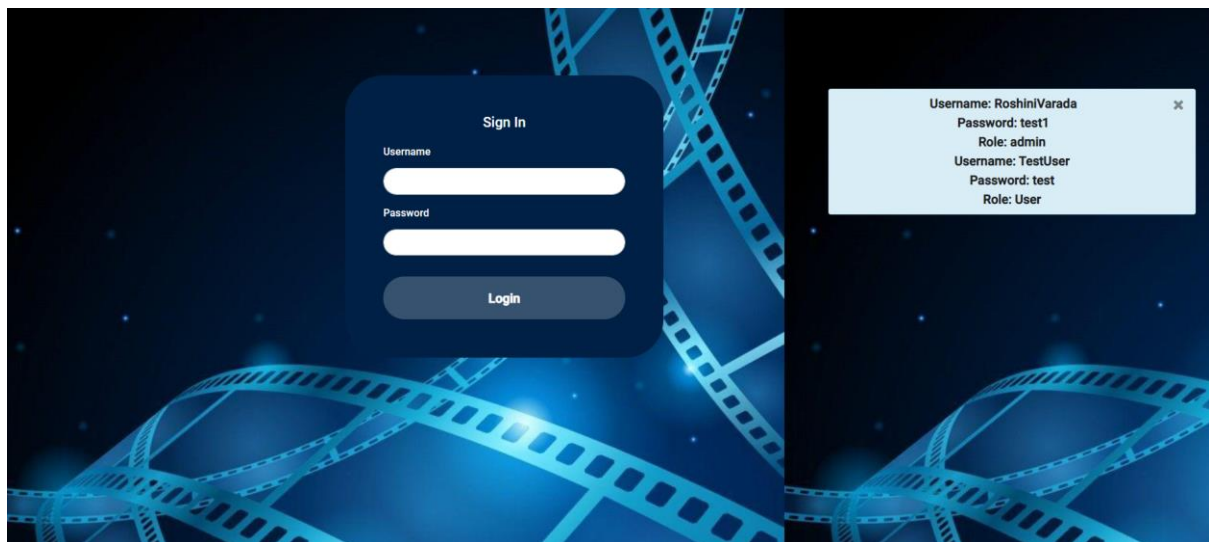 Sign In
Username
Password
Login
Username: RoshiniVarada
Password: test1
Role: admin
Username: TestUser
Password: test
Role: User